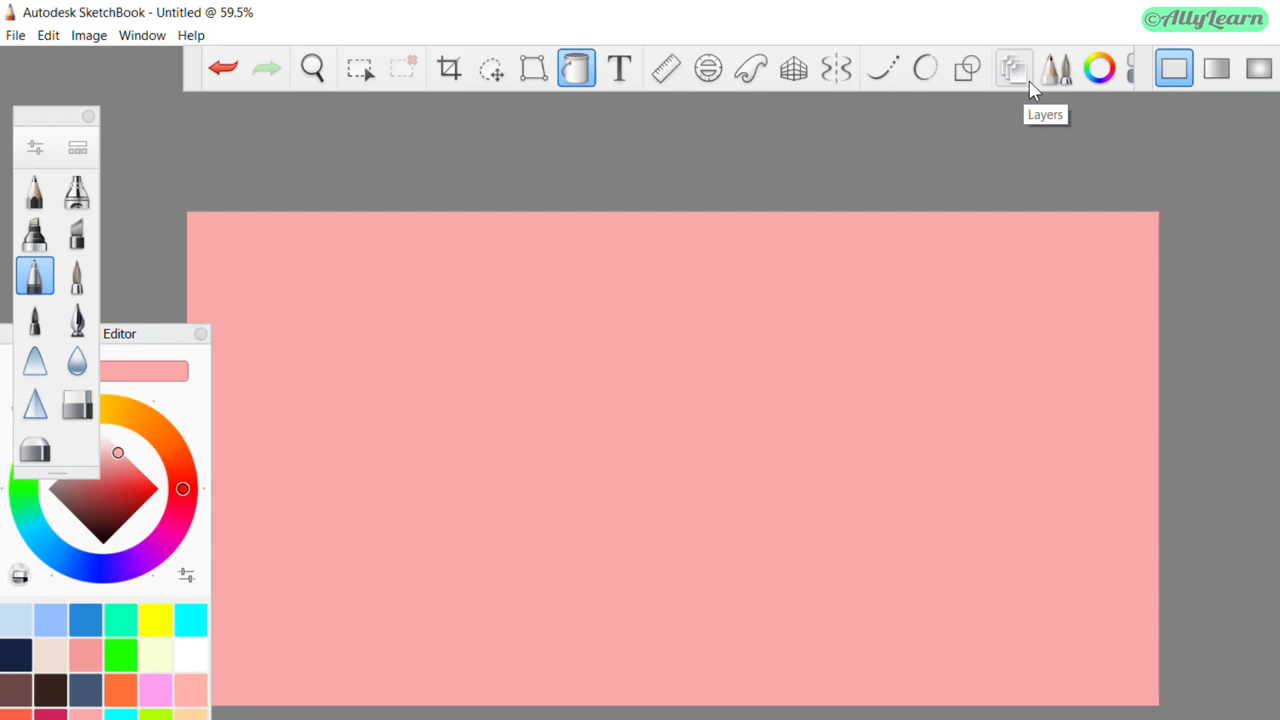 Autodesk SketchBook - Untitled @ 59.5%
©AllyLearn
File Edit Image Window Help
T
Layers
Editor